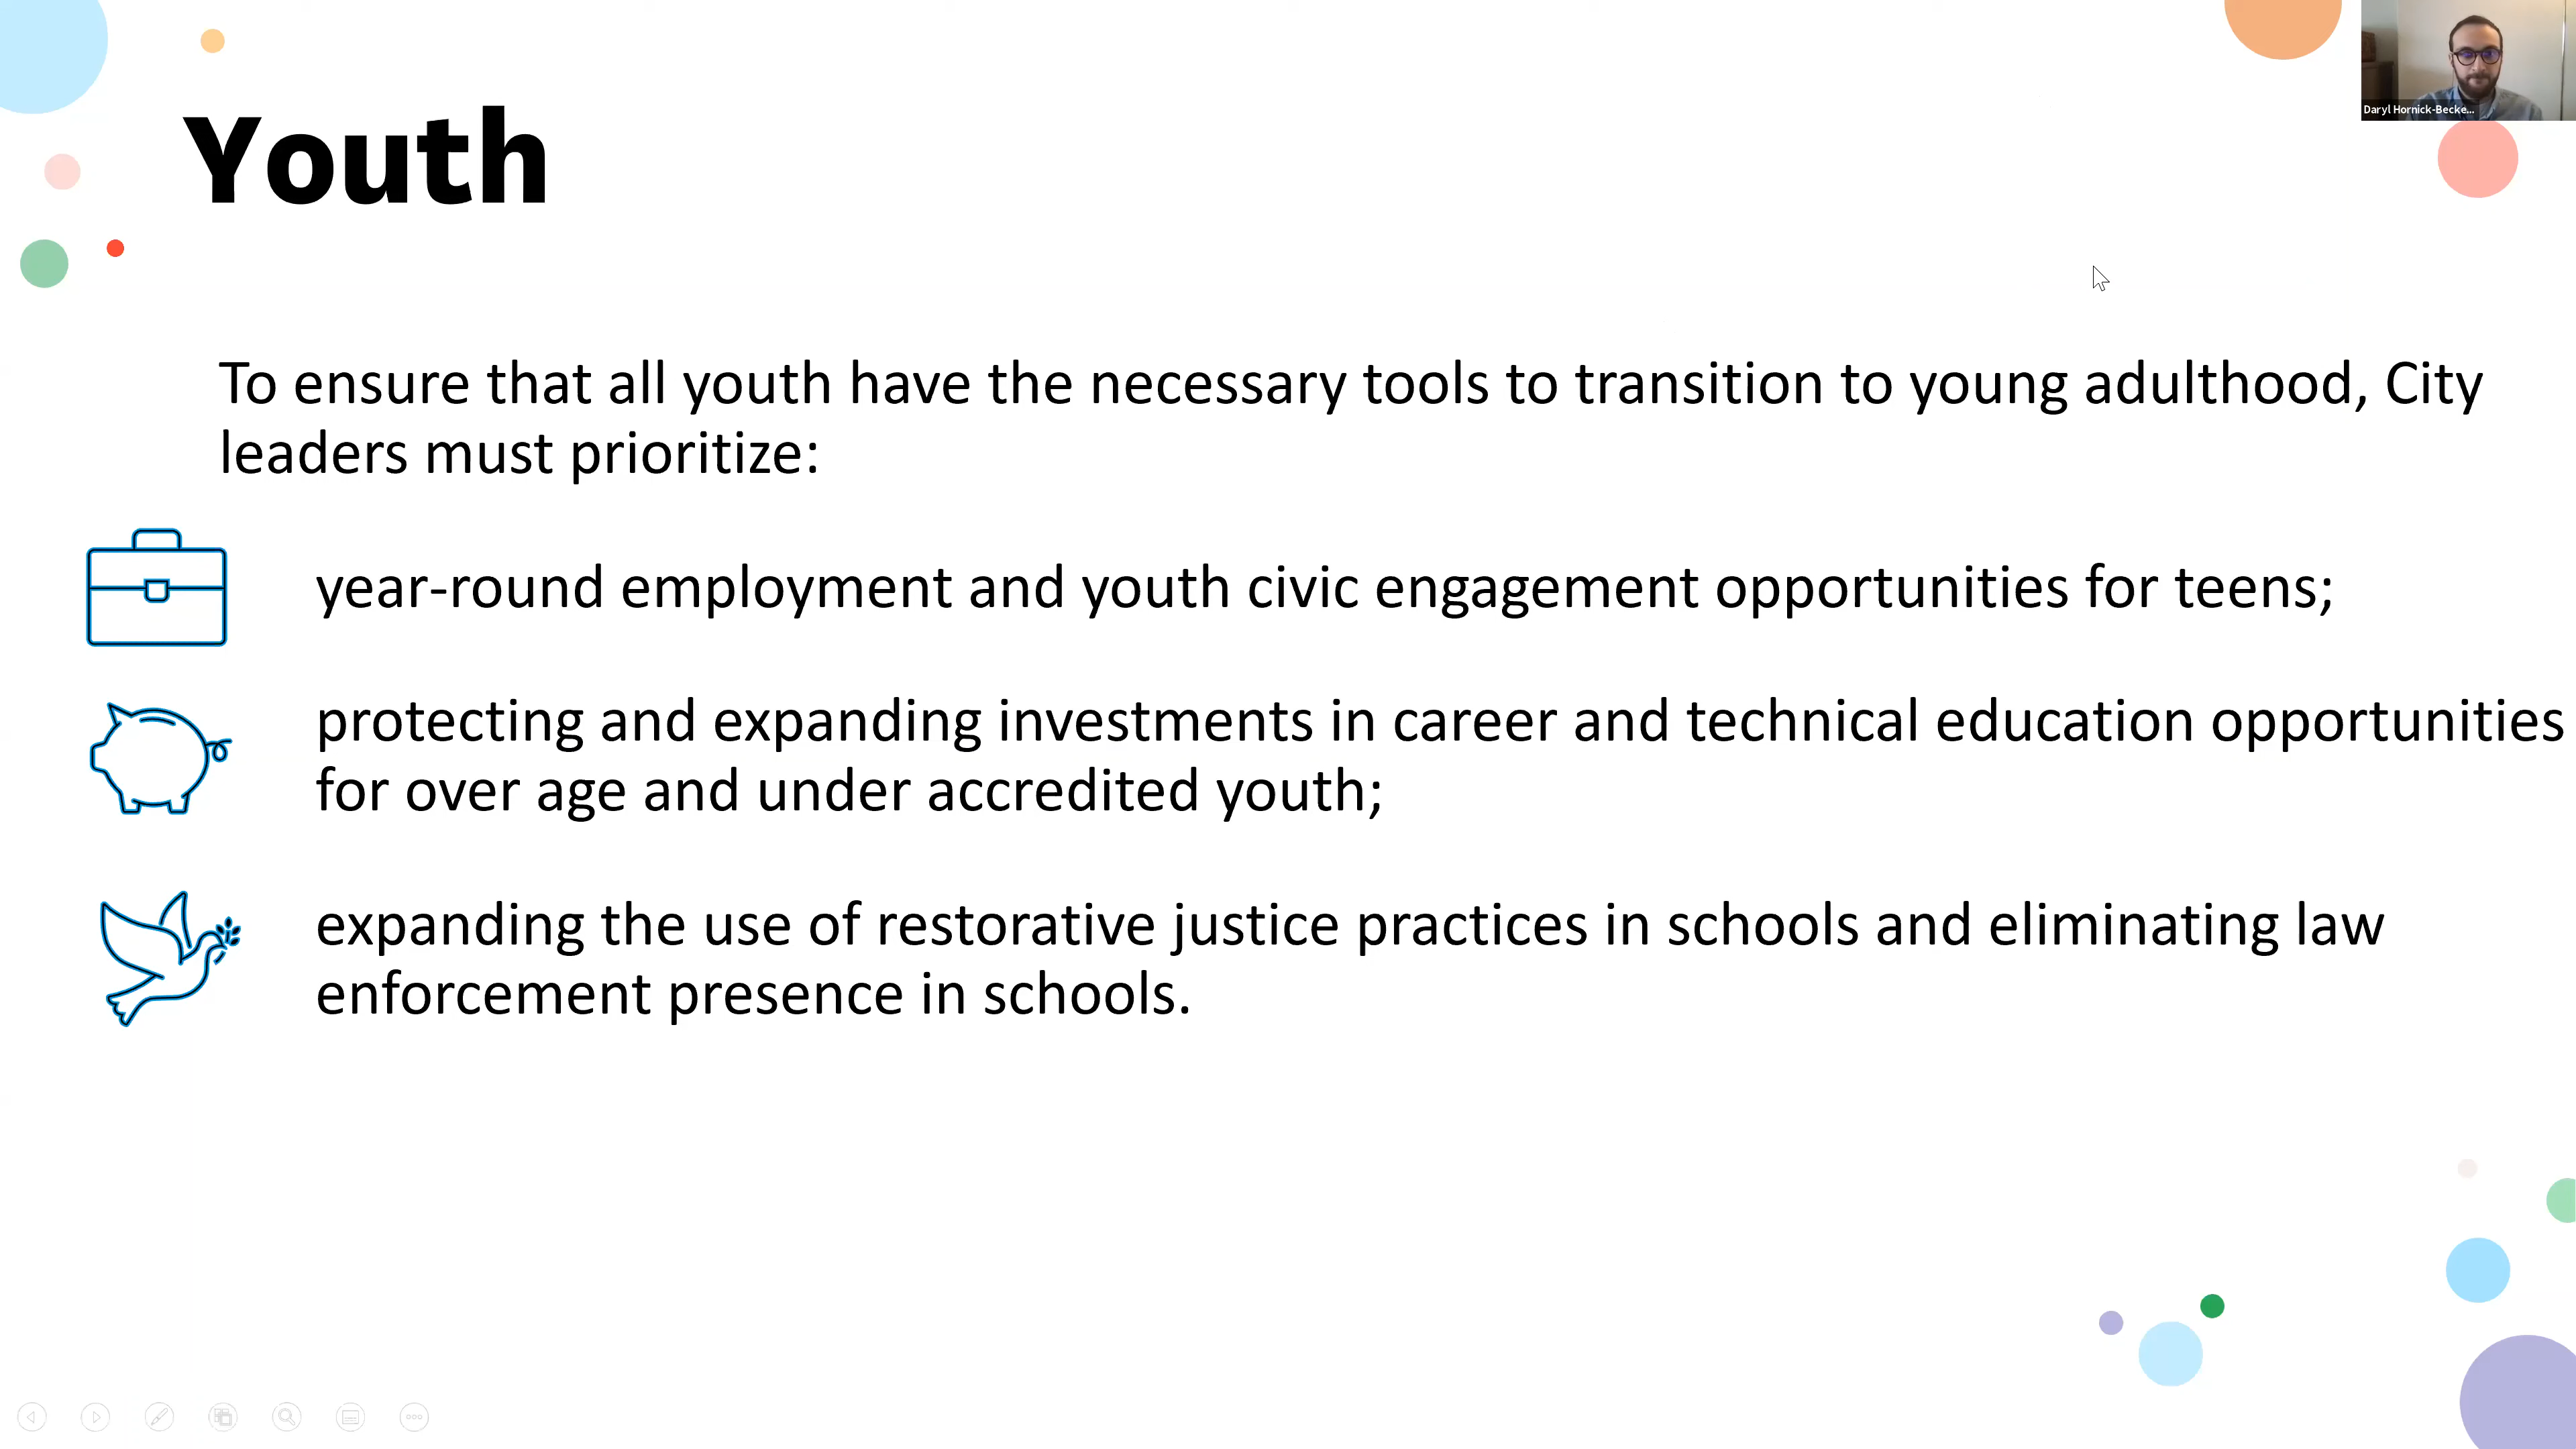 Daryl Hornick-Becke...
Youth
To ensure that all youth have the necessary tools to transition to young adulthood, City
leaders must prioritize:
year-round employment and youth civic engagement opportunities for teens;
protecting and expanding investments in career and technical education opportunities
for over age and under accredited youth;
expanding the use of restorative justice practices in schools and eliminating law
enforcement presence in schools.